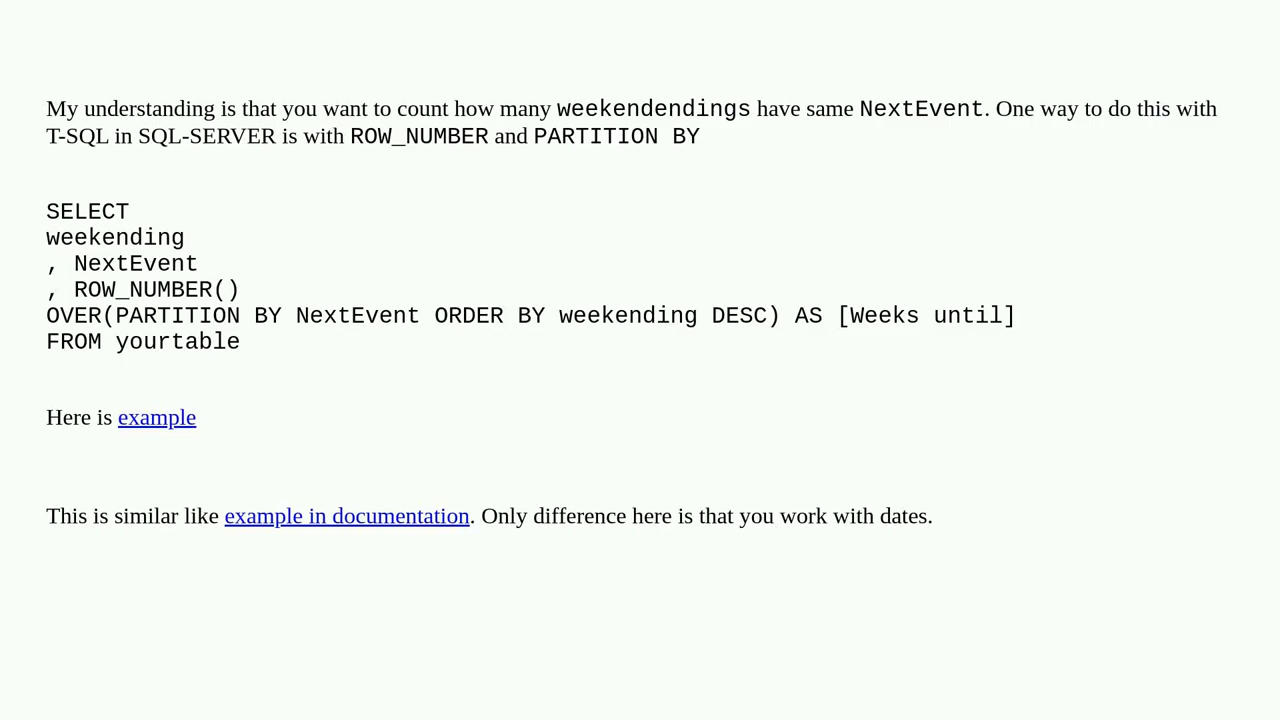 My understanding is that you want to count how many weekendendings have same NextEvent. One way to do this with
T-SQL in SQL-SERVER is with ROW_NUMBER and PARTITION BY
SELECT
weekending
, NextEvent
, ROW_NUMBER()
OVER(PARTITION BY NextEvent ORDER BY weekending DESC) AS [Weeks until]
FROM yourtable
Here is example
This is similar like example in documentation. Only difference here is that you work with dates.